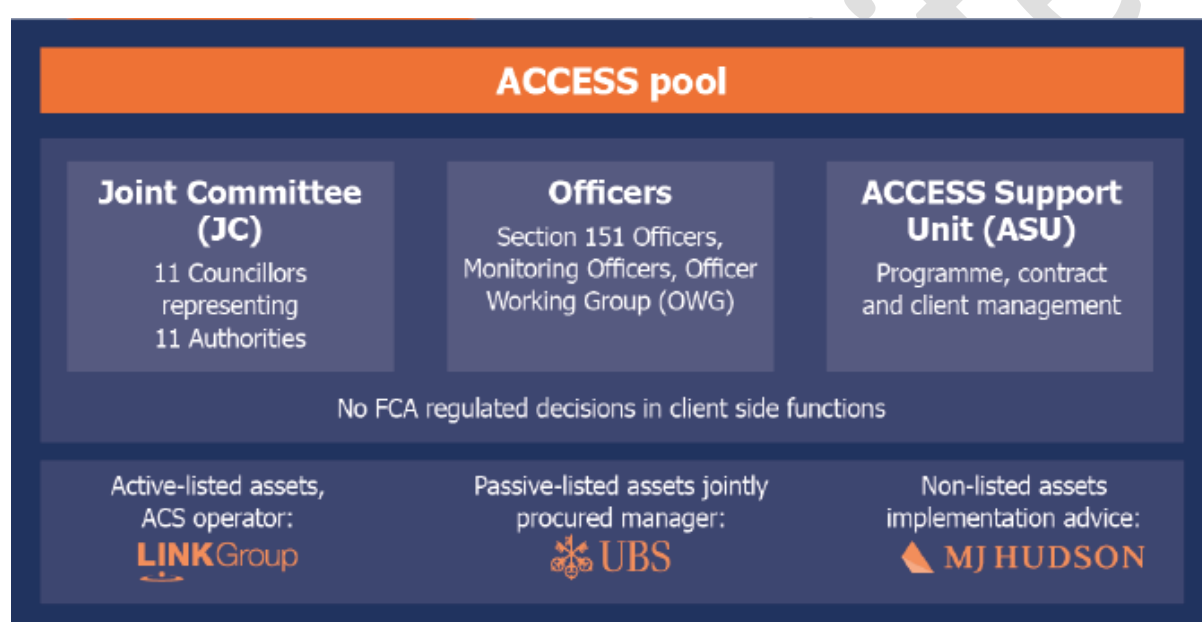 ACCESS pool
Joint Committee
(JC)
11 Councillors
representing
11 Authorities
Officers
Section 151 Officers,
Monitoring Officers, Officer
Working Group (OWG)
ACCESS Support
Unit (ASU)
Programme, contract
and client management
No FCA regulated decisions in client side functions
Active-listed assets,
ACS operator:
LINKGroup
Passive-listed assets jointly
procured manager:
UBS
Non-listed assets
implementation advice:
MJ HUDSON